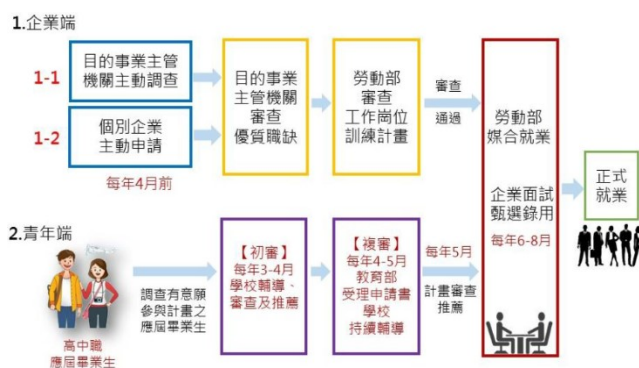 1.企業端
1-1
目的事業主管
機關主動調查
1-2
個別企業
主動申請
每年4月前
目的事業
主管機關
審查
優質職缺
勞動部
審查
工作崗位
訓練計畫
審查
通過
勞動部
媒合就業
企業面試
甄選錄用
每年6-8月
正式
就業
2.青年端
高中職
應屆畢業生
調查有意願
參與計畫之
應屆畢業生
【初審】
每年3-4月
學校輔導、
審查及推薦
【複審】
每年4-5月
教育部
受理申請書
學校
持續輔導
每年5月
計畫審查
推薦